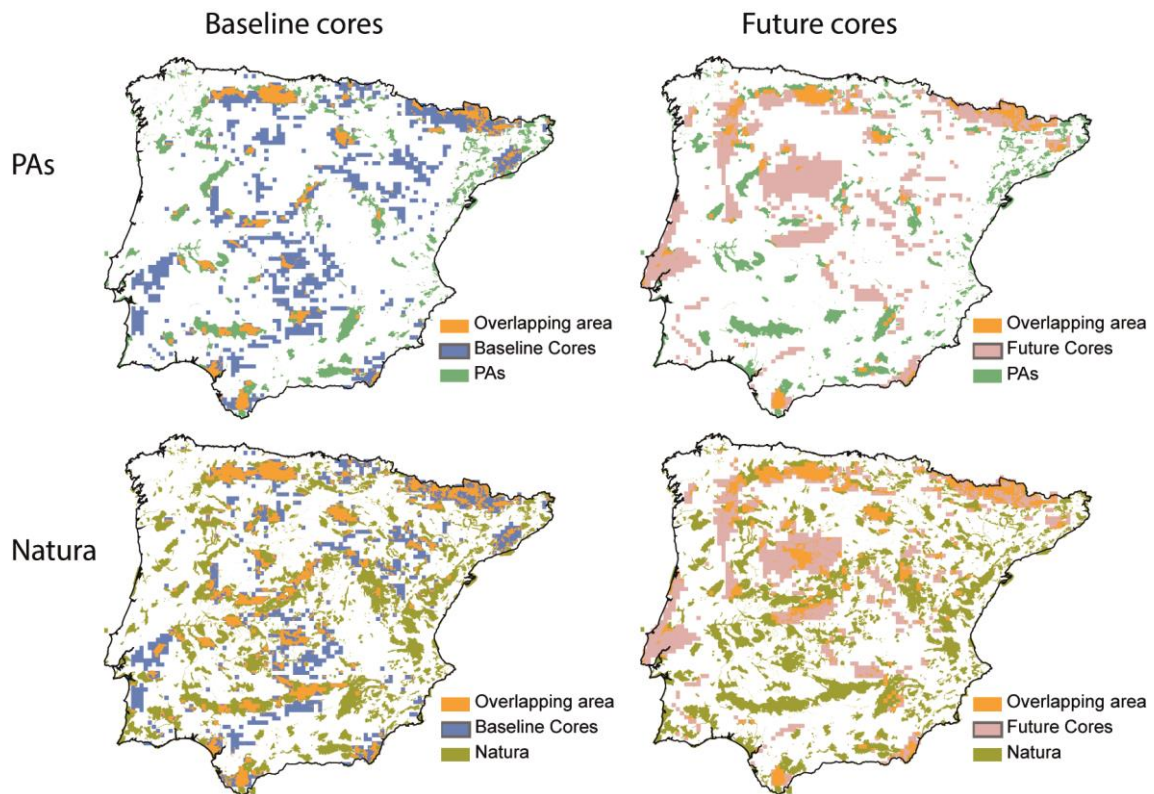 Baseline cores
Future cores
PAs
Overlapping area
Baseline Cores
PAs
Overlapping area
Future Cores
PAs
Natura
Overlapping area
Baseline Cores
Natura
Overlapping area
Future Cores
Natura